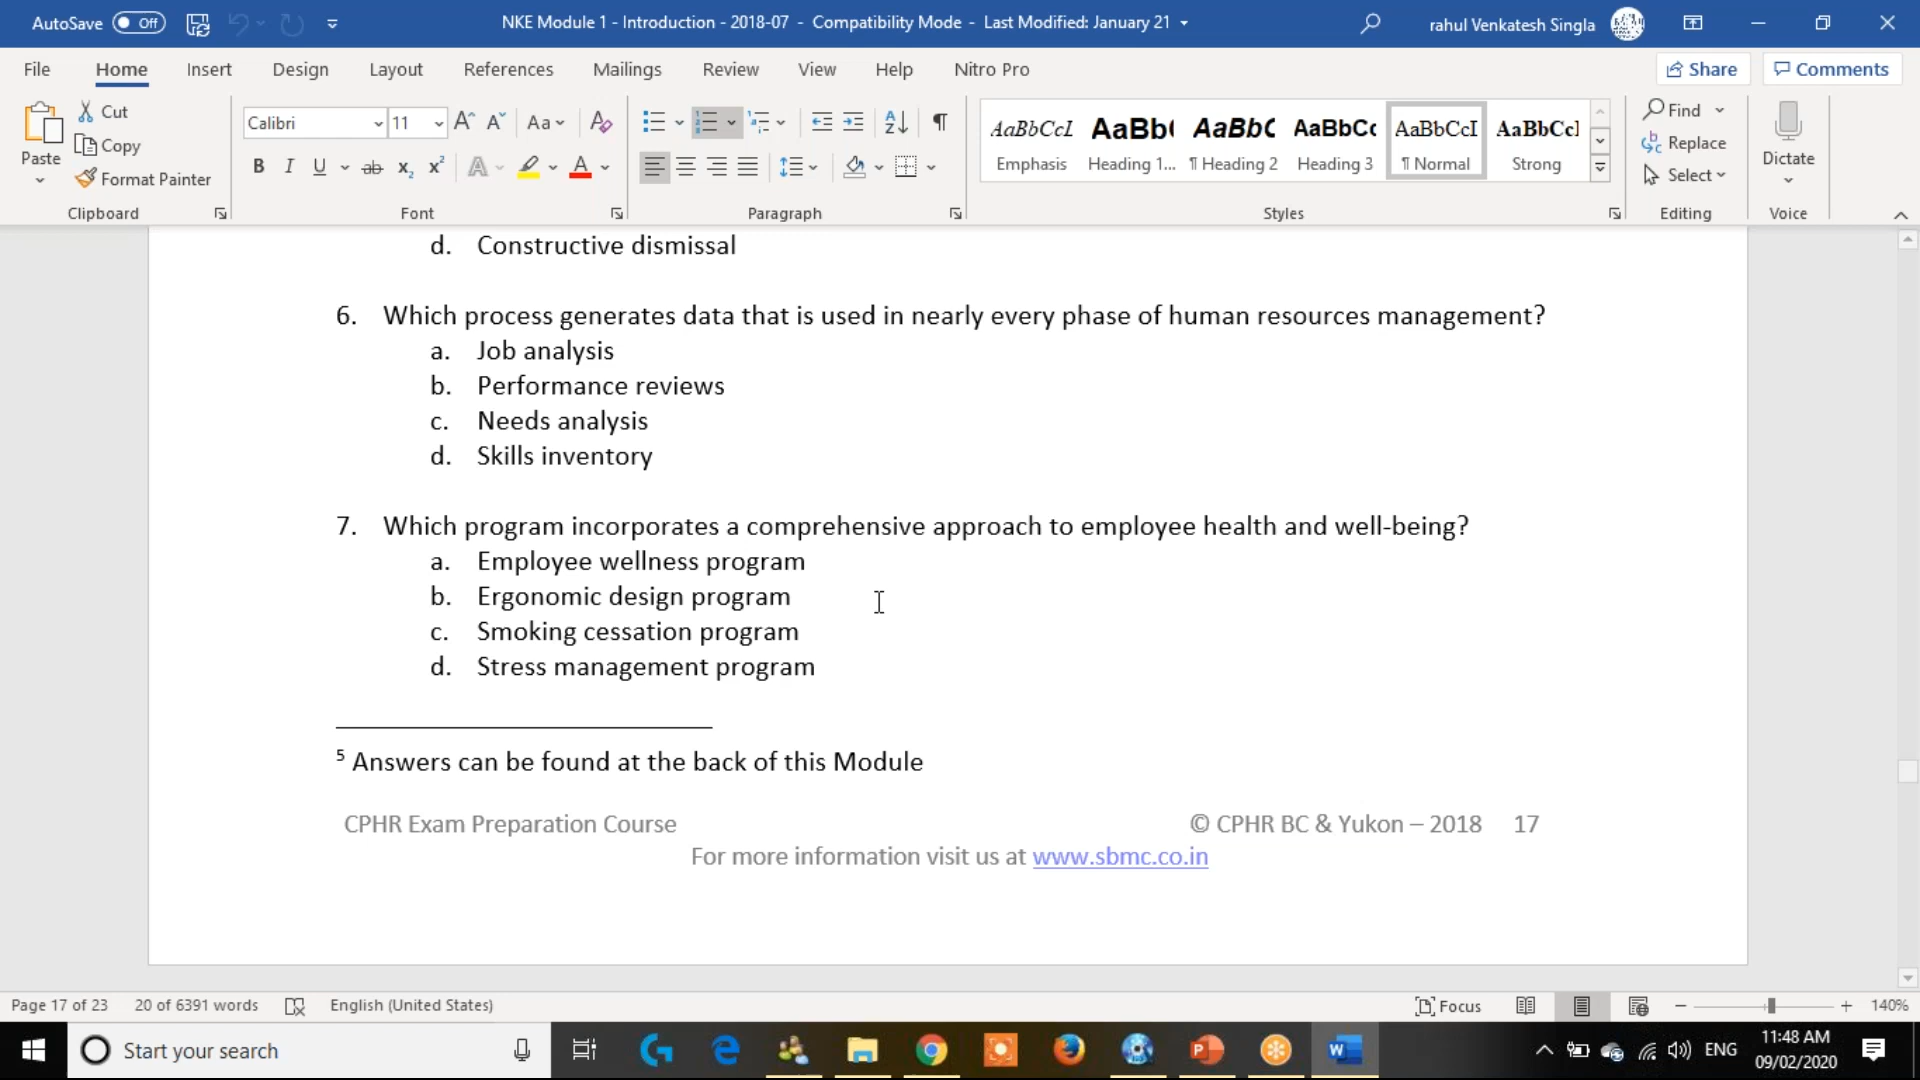 AutoSave Off NKE Module 1 - Introduction - 2018-07 - Compatibility Mode - Last Modified: January 21 rahul Venkatesh Singla
File Home Insert Design Layout References Mailings Review View Help Nitro Pro Share Comments
Paste Cut Copy Format Painter Clipboard
Calibri 11 Font
Paragraph
AaBbCcI AaBb( AaBbC AaBbCc AaBbCcI AaBbCcl
Emphasis Heading 1... ¶ Heading 2 Heading 3 ¶ Normal Strong
Styles
Find Replace Select Editing
Dictate Voice
d. Constructive dismissal
6. Which process generates data that is used in nearly every phase of human resources management?
a. Job analysis
b. Performance reviews
c. Needs analysis
d. Skills inventory
7. Which program incorporates a comprehensive approach to employee health and well-being?
a. Employee wellness program
b. Ergonomic design program
c. Smoking cessation program
d. Stress management program
5 Answers can be found at the back of this Module
CPHR Exam Preparation Course © CPHR BC & Yukon – 2018 17
For more information visit us at www.sbmc.co.in
Page 17 of 23 20 of 6391 words English (United States) Focus 140%
Start your search ENG 11:48 AM
09/02/2020